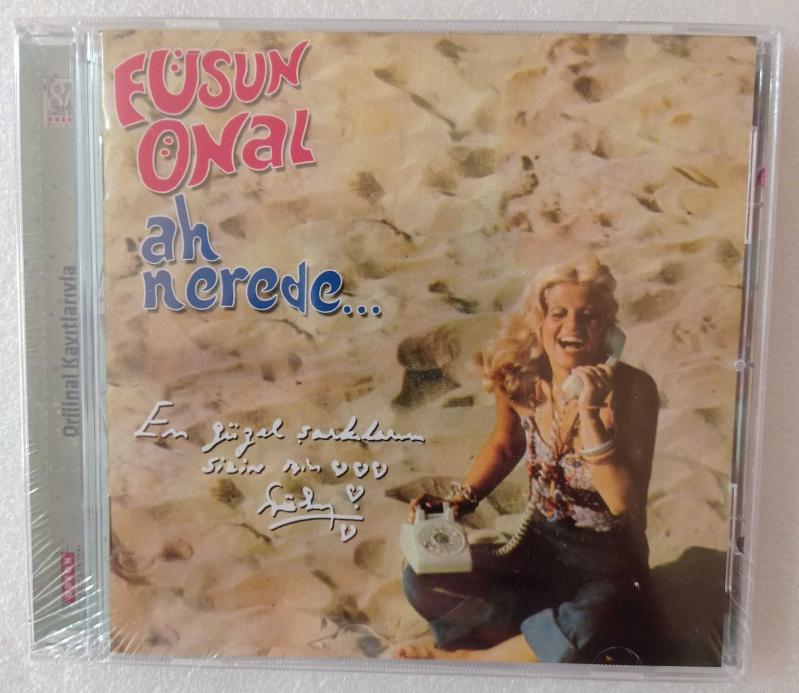 FÜSUN
ÖNAL
ah
nerede...
En güzel şarkılarım
sizin için
Orijinal Kayıtlarıyla